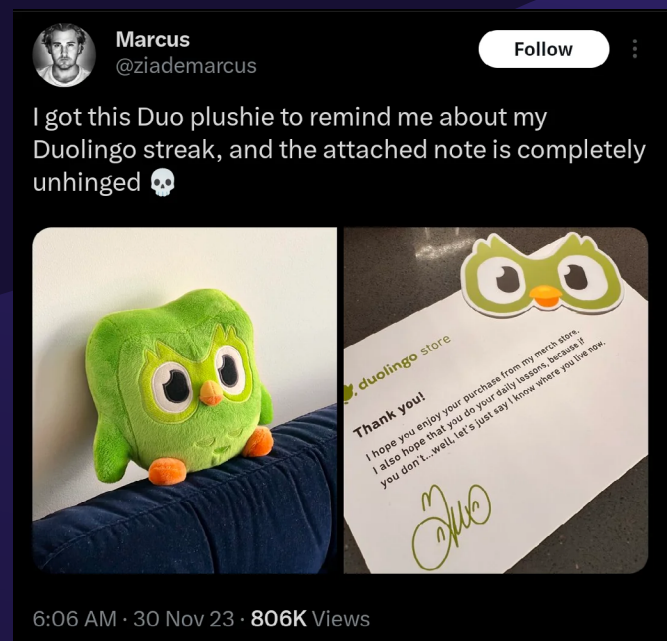 Marcus
@ziademarcus
Follow
I got this Duo plushie to remind me about my
Duolingo streak, and the attached note is completely
unhinged 💀
duolingo store
Thank you!
I hope you enjoy your purchase from my merch store.
I also hope that you do your daily lessons, because if
you don't...well, let's just say I know where you live now.
Duo
6:06 AM · 30 Nov 23 · 806K Views